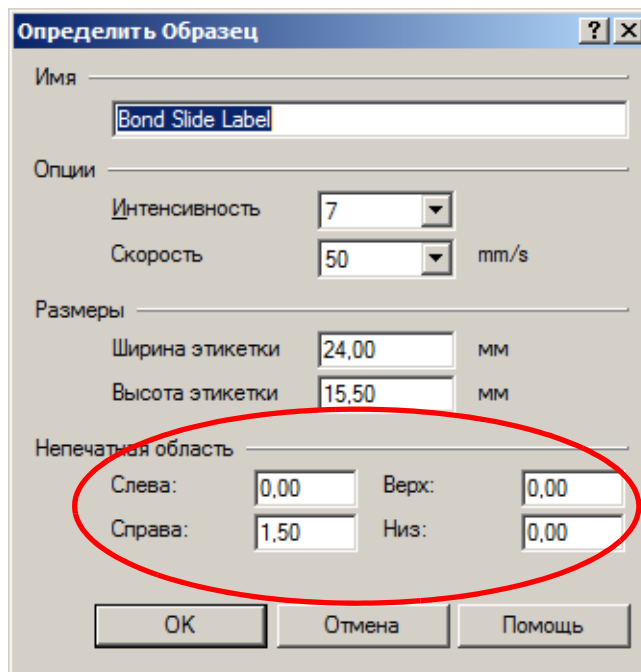 Определить Образец
Имя
Bond Slide Label
Опции
Интенсивность 7
Скорость 50 mm/s
Размеры
Ширина этикетки 24,00 мм
Высота этикетки 15,50 мм
Непечатная область
Слева: 0,00 Верх: 0,00
Справа: 1,50 Низ: 0,00
OK Отмена Помощь